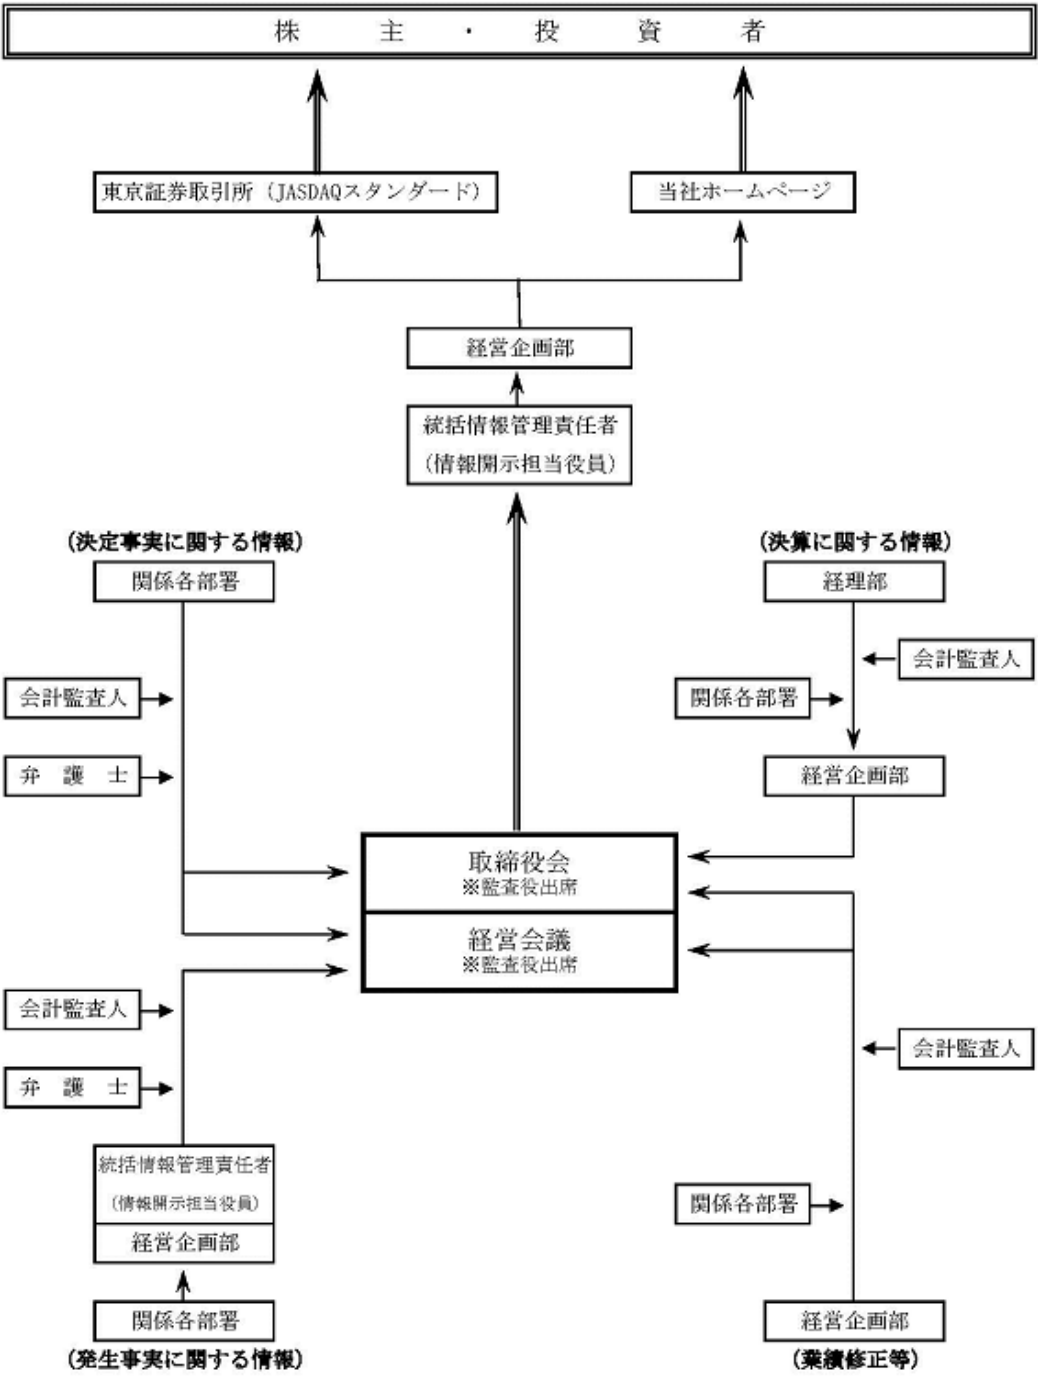 株主・投資者
東京証券取引所（JASDAQスタンダード）
当社ホームページ
経営企画部
統括情報管理責任者
（情報開示担当役員）
（決定事実に関する情報）
関係各部署
会計監査人
弁護士
（決算に関する情報）
経理部
会計監査人
関係各部署
経営企画部
取締役会
※監査役出席
経営会議
※監査役出席
会計監査人
弁護士
統括情報管理責任者
（情報開示担当役員）
経営企画部
関係各部署
（発生事実に関する情報）
会計監査人
関係各部署
経営企画部
（業績修正等）